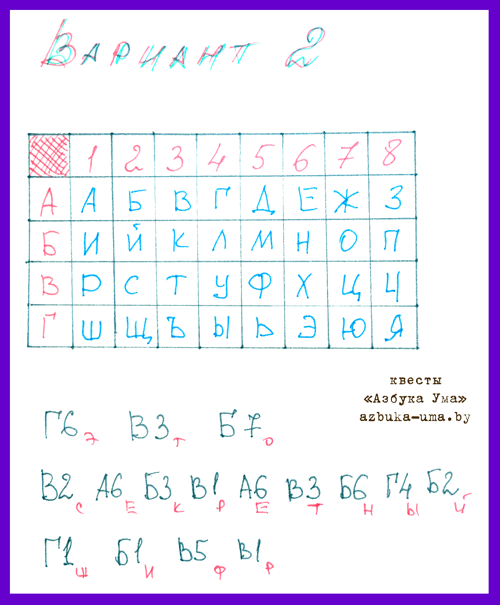 Вариант 2
1 2 3 4 5 6 7 8
А А Б В Г Д Е Ж З
Б И Й К Л М Н О П
В Р С Т У Ф Х Ц Ч
Г Ш Щ Ъ Ы Ь Э Ю Я
квесты
«Азбука Ума»
azbuka-uma.by
Г6 э В3 т Б7 о
В2 с А6 е Б3 к В1 р А6 е В3 т Б6 н Г4 ы Б2 й
Г1 ш Б1 и В5 ф В1 р